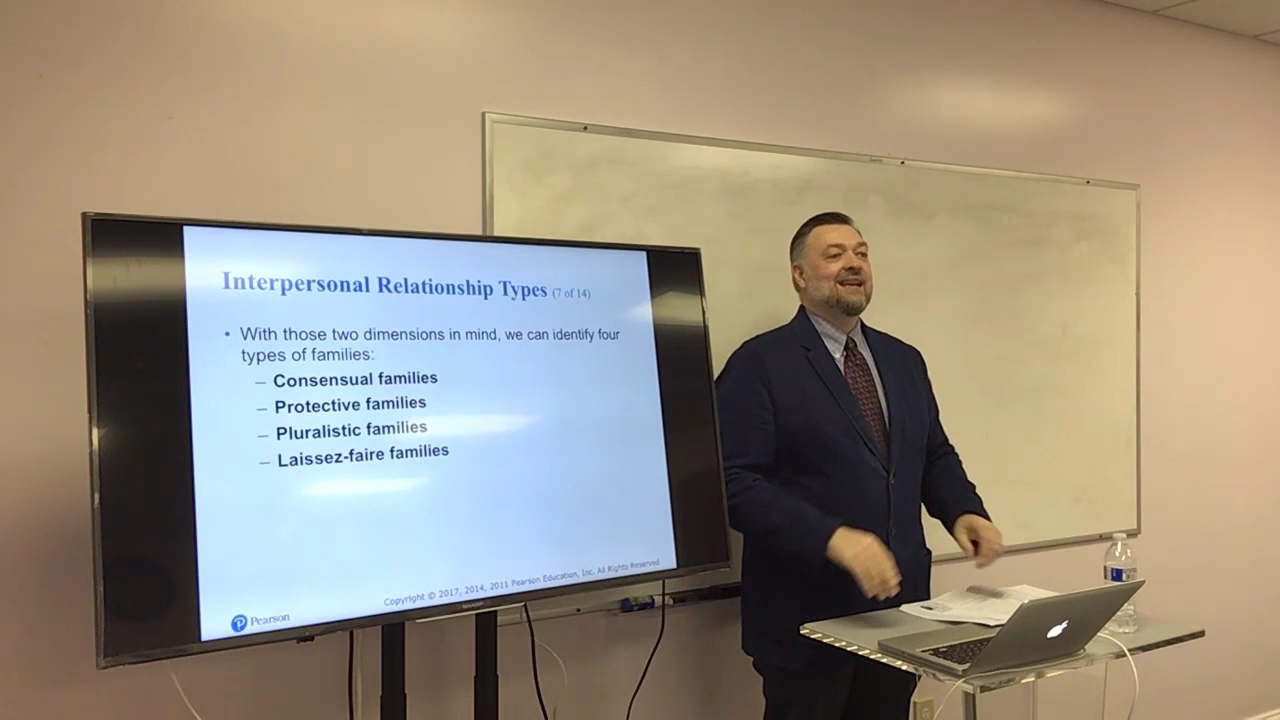 Interpersonal Relationship Types (7 of 14)
• With those two dimensions in mind, we can identify four
types of families:
– Consensual families
– Protective families
– Pluralistic families
– Laissez-faire families
Copyright © 2017, 2014, 2011 Pearson Education, Inc. All Rights Reserved
Pearson